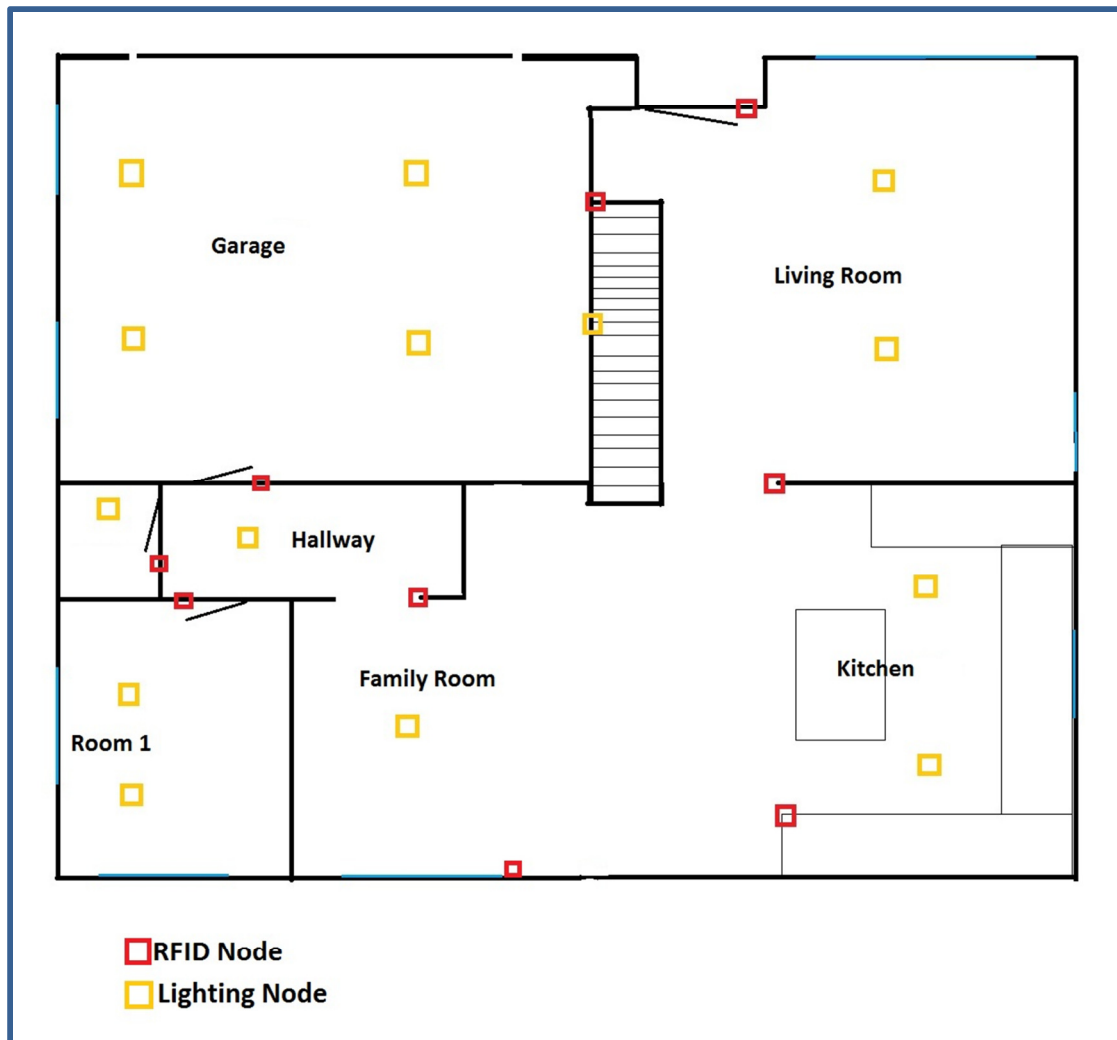 Garage
Living Room
Hallway
Family Room
Kitchen
Room 1
RFID Node
Lighting Node